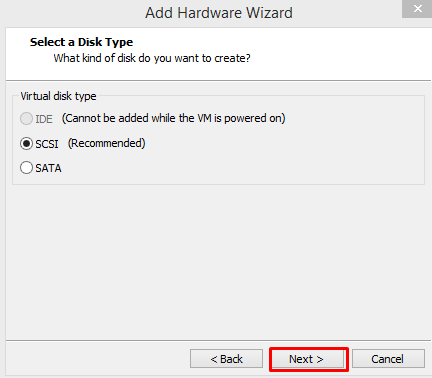 Add Hardware Wizard
Select a Disk Type
What kind of disk do you want to create?
Virtual disk type
IDE (Cannot be added while the VM is powered on)
SCSI (Recommended)
SATA
< Back Next > Cancel